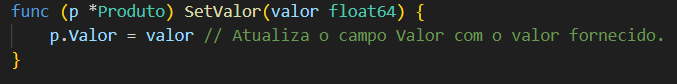 func (p *Produto) SetValor(valor float64) {
    p.Valor = valor // Atualiza o campo Valor com o valor fornecido.
}